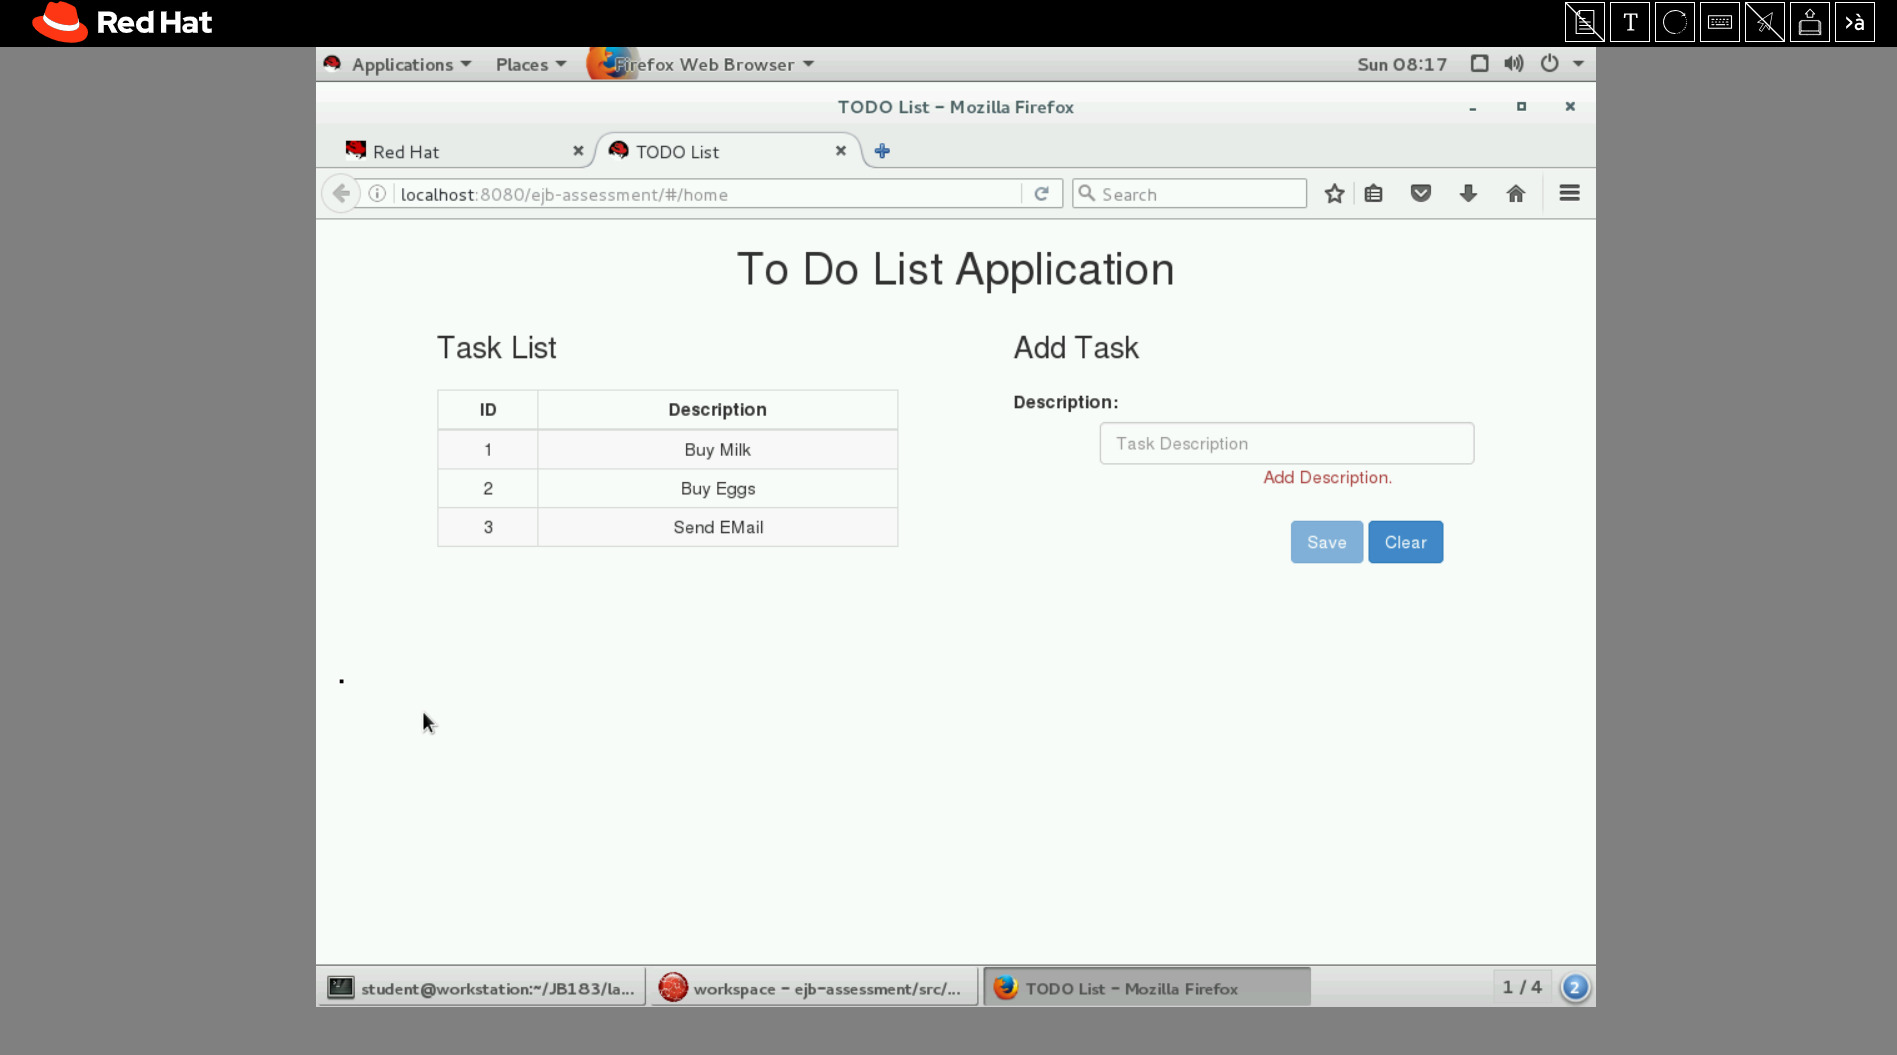 Red Hat
T
>à
Applications Places Firefox Web Browser Sun 08:17
TODO List - Mozilla Firefox
Red Hat TODO List
localhost:8080/ejb-assessment/#/home Search
To Do List Application
Task List Add Task
Description:
ID Description
1 Buy Milk
2 Buy Eggs
3 Send EMail
Task Description
Add Description.
Save Clear
student@workstation:~/JB183/la... workspace - ejb-assessment/src/... TODO List - Mozilla Firefox 1 / 4 2